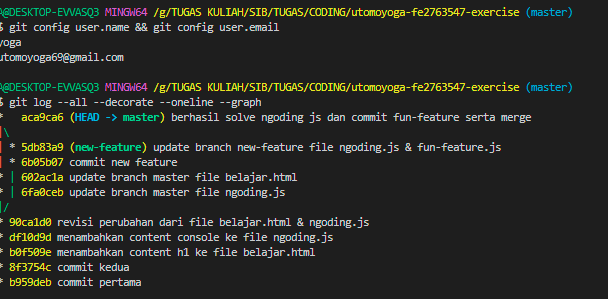 A@DESKTOP-EVVASQ3 MINGW64 /g/TUGAS KULIAH/SIB/TUGAS/CODING/utomoyoga-fe2763547-exercise (master)
$ git config user.name && git config user.email
yoga
utomoyoga69@gmail.com
A@DESKTOP-EVVASQ3 MINGW64 /g/TUGAS KULIAH/SIB/TUGAS/CODING/utomoyoga-fe2763547-exercise (master)
$ git log --all --decorate --oneline --graph
*   aca9ca6 (HEAD -> master) berhasil solve ngoding js dan commit fun-feature serta merge
|\
| * 5db83a9 (new-feature) update branch new-feature file ngoding.js & fun-feature.js
| * 6b05b07 commit new feature
* | 602ac1a update branch master file belajar.html
* | 6fa0ceb update branch master file ngoding.js
|/
* 90ca1d0 revisi perubahan dari file belajar.html & ngoding.js
* df10d9d menambahkan content console ke file ngoding.js
* b0f509e menambahkan content h1 ke file belajar.html
* 8f3754c commit kedua
* b959deb commit pertama